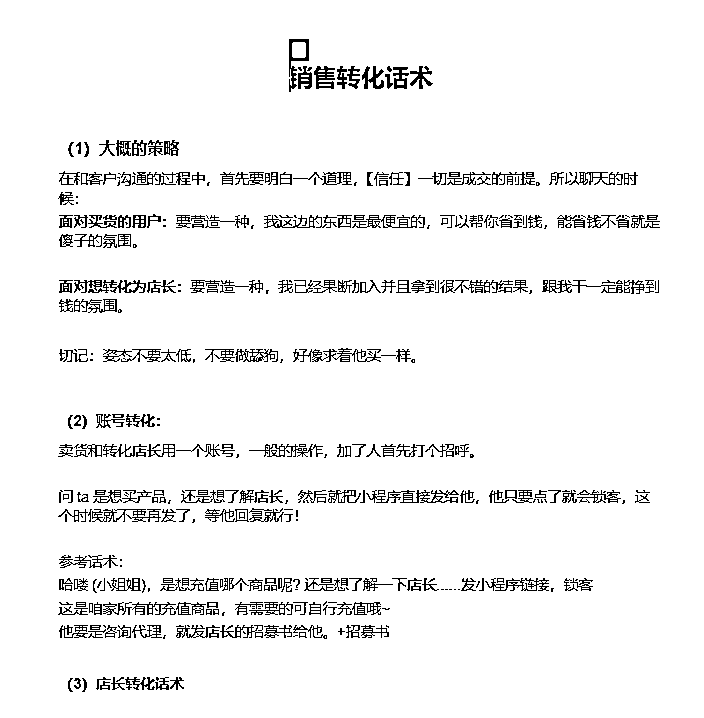 销售转化话术
（1）大概的策略
在和客户沟通的过程中，首先要明白一个道理，【信任】一切是成交的前提。所以聊天的时
候：
面对买货的用户：要营造一种，我这边的东西是最便宜的，可以帮你省到钱，能省钱不省就是
傻子的氛围。
面对想转化为店长：要营造一种，我已经果断加入并且拿到很不错的结果，跟我干一定能挣到
钱的氛围。
切记：姿态不要太低，不要做舔狗，好像求着他买一样。
（2）账号转化：
卖货和转化店长用一个账号，一般的操作，加了人首先打个招呼。
问 ta 是想买产品，还是想了解店长，然后就把小程序直接发给他，他只要点了就会锁客，这
个时候就不要再发了，等他回复就行！
参考话术：
哈喽 (小姐姐)，是想充值哪个商品呢? 还是想了解一下店长......发小程序链接，锁客
这是咱家所有的充值商品，有需要的可自行充值哦~
他要是咨询代理，就发店长的招募书给他。+招募书
（3）店长转化话术